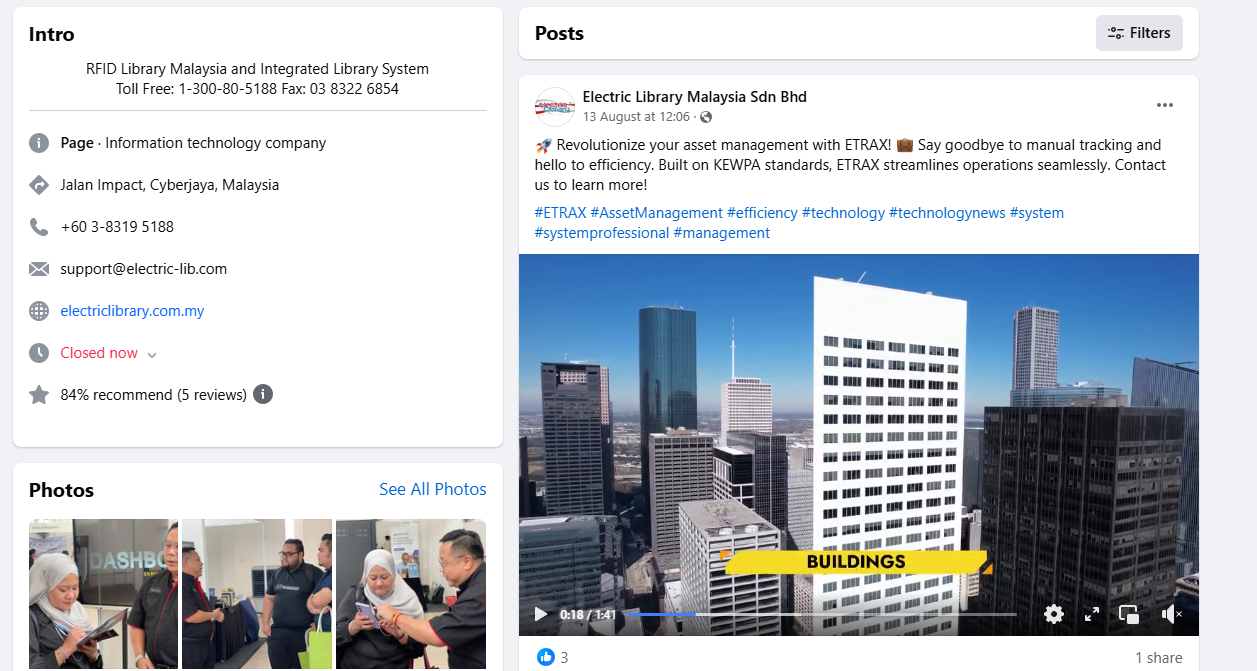 Intro
RFID Library Malaysia and Integrated Library System
Toll Free: 1-300-80-5188 Fax: 03 8322 6854
Page · Information technology company
Jalan Impact, Cyberjaya, Malaysia
+60 3-8319 5188
support@electric-lib.com
electriclibrary.com.my
Closed now
84% recommend (5 reviews)
Photos
See All Photos
DASHBO
Posts
Filters
Electric Library Malaysia Sdn Bhd
13 August at 12:06 ·
🚀 Revolutionize your asset management with ETRAX! 💼 Say goodbye to manual tracking and
hello to efficiency. Built on KEWPA standards, ETRAX streamlines operations seamlessly. Contact
us to learn more!
#ETRAX #AssetManagement #efficiency #technology #technologynews #system
#systemprofessional #management
BUILDINGS
0:18 / 1:41
3
1 share